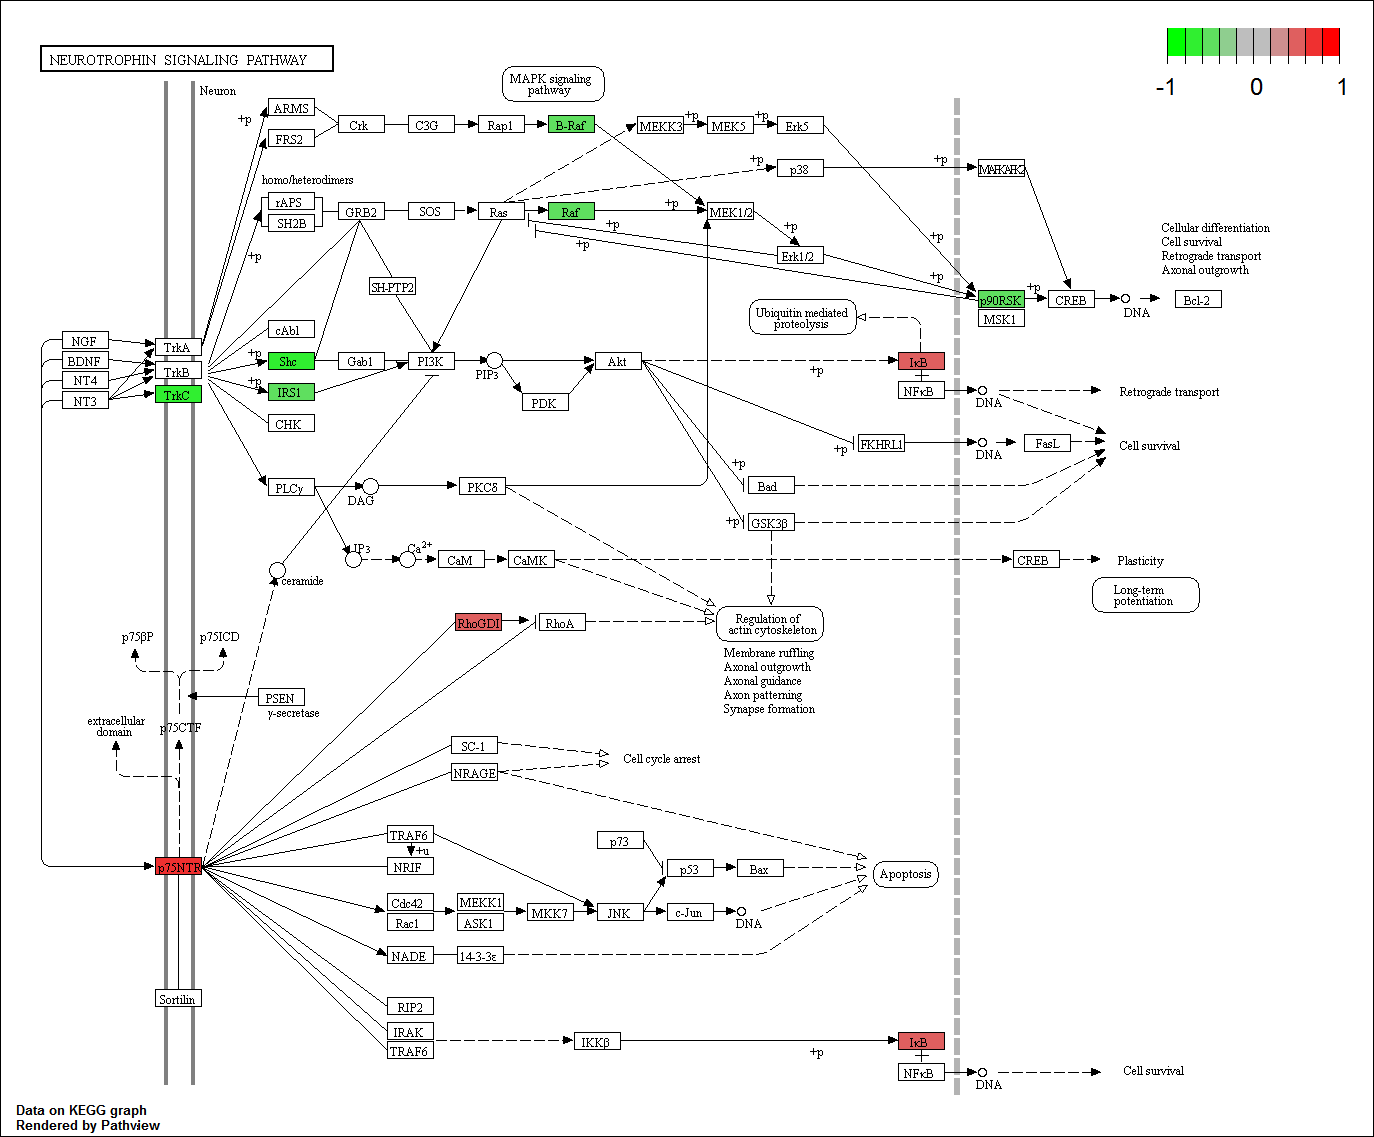 NEUROTROPHIN SIGNALING PATHWAY
-1 0 1
Neuron
MAPK signaling
pathway
+p
ARMS
FRS2
Crk
C3G
Rap1
B-Raf
MEKK3
+p
MEK5
+p
Erk5
+p
p38
+p
MAPKAPK2
homo/heterodimers
rAPS
SH2B
GRB2
SOS
Ras
Raf
+p
MEK1/2
+p
Erk1/2
+p
+p
+p
+p
+p
SH-PTP2
p90RSK
MSK1
+p
CREB
DNA
Bcl-2
Cellular differentiation
Cell survival
Retrograde transport
Axonal outgrowth
Ubiquitin mediated
proteolysis
NGF
BDNF
NT4
NT3
TrkA
TrkB
TrkC
cAbl
+p
Shc
+p
IRS1
CHK
Gab1
PI3K
PIP3
PDK
Akt
+p
IκB
NFκB
DNA
Retrograde transport
+p
FKHRL1
DNA
FasL
Cell survival
+p
Bad
+p
GSK3β
PLCγ
DAG
PKCδ
IP3
Ca2+
CaM
CaMK
CREB
Plasticity
Long-term
potentiation
ceramide
RhoGDI
RhoA
Regulation of
actin cytoskeleton
Membrane ruffling
Axonal outgrowth
Axonal guidance
Axon patterning
Synapse formation
p75βP
p75ICD
PSEN
γ-secretase
extracellular
domain
p75CTF
SC-1
NRAGE
Cell cycle arrest
p75NTR
TRAF6
+u
NRIF
p73
p53
Bax
Apoptosis
Cdc42
Rac1
MEKK1
ASK1
MKK7
JNK
c-Jun
DNA
NADE
14-3-3ε
Sortilin
RIP2
IRAK
TRAF6
IKKβ
+p
IκB
NFκB
DNA
Cell survival
Data on KEGG graph
Rendered by Pathview